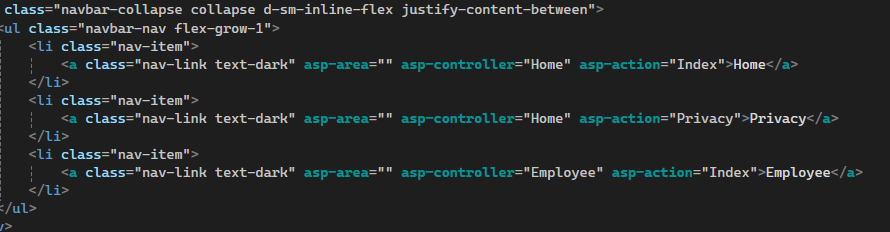 class="navbar-collapse collapse d-sm-inline-flex justify-content-between">
<ul class="navbar-nav flex-grow-1">
<li class="nav-item">
<a class="nav-link text-dark" asp-area="" asp-controller="Home" asp-action="Index">Home</a>
</li>
<li class="nav-item">
<a class="nav-link text-dark" asp-area="" asp-controller="Home" asp-action="Privacy">Privacy</a>
</li>
<li class="nav-item">
<a class="nav-link text-dark" asp-area="" asp-controller="Employee" asp-action="Index">Employee</a>
</li>
</ul>
v>